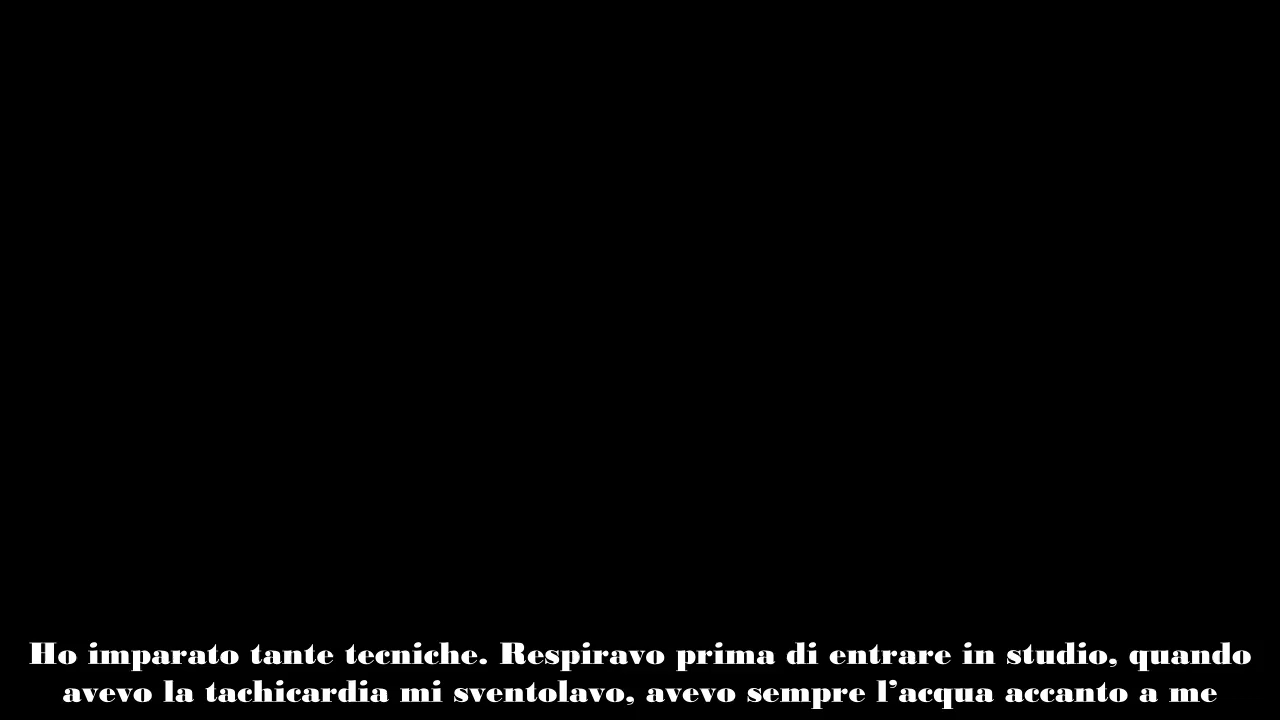 Ho imparato tante tecniche. Respiravo prima di entrare in studio, quando
avevo la tachicardia mi sventolavo, avevo sempre l’acqua accanto a me